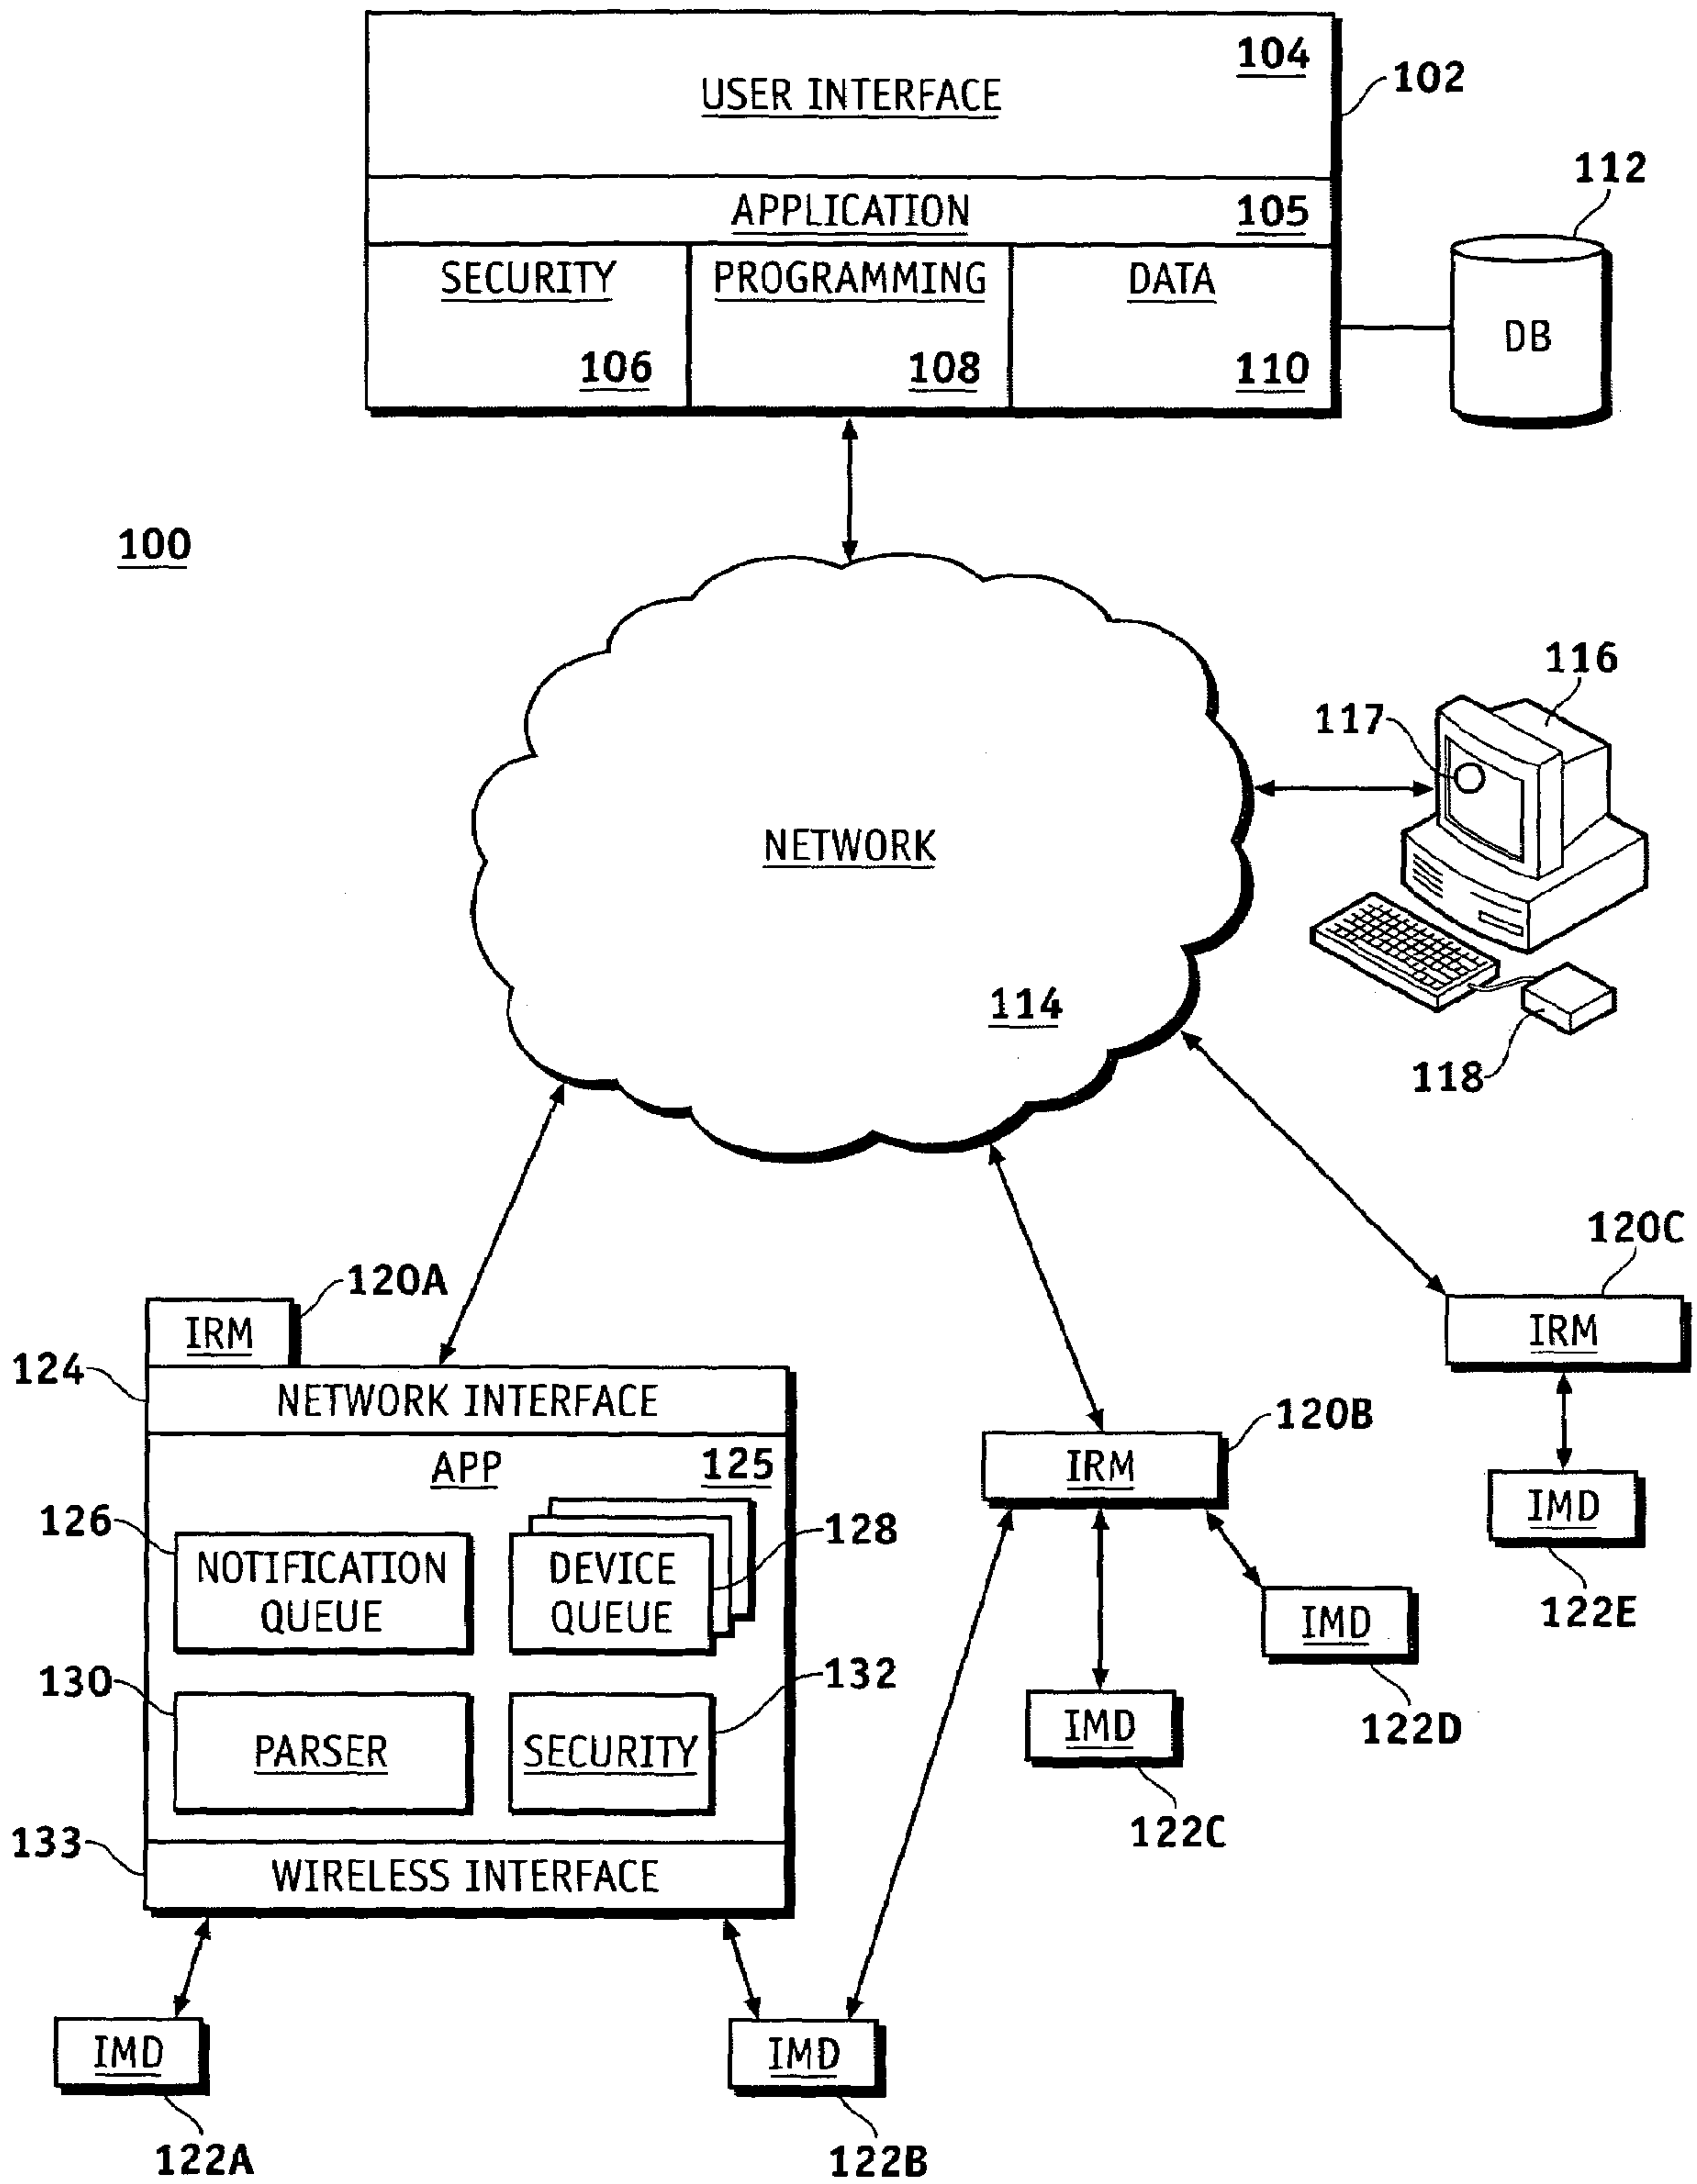 104
USER INTERFACE
102
APPLICATION
105
112
SECURITY
PROGRAMMING
DATA
DB
106
108
110
100
116
117
NETWORK
114
118
120C
120A
IRM
IRM
124
NETWORK INTERFACE
120B
APP
125
IRM
IMD
126
128
NOTIFICATION
QUEUE
DEVICE
QUEUE
122E
IMD
130
132
122D
PARSER
SECURITY
IMD
122C
133
WIRELESS INTERFACE
IMD
IMD
122A
122B